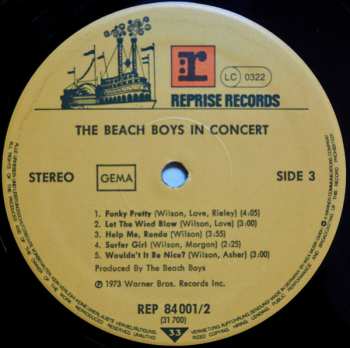 r
LC 0322
REPRISE RECORDS
THE BEACH BOYS IN CONCERT
STEREO
GEMA
SIDE 3
1. Funky Pretty (Wilson, Love, Rieley) (4:05)
2. Let The Wind Blow (Wilson, Love) (3:00)
3. Help Me, Ronda (Wilson) (3:55)
4. Surfer Girl (Wilson, Morgan) (2:25)
5. Wouldn't It Be Nice? (Wilson, Asher) (3:00)
Produced By The Beach Boys
℗ 1973 Warner Bros. Records Inc.
REP 84 001/2
(31 700)
33